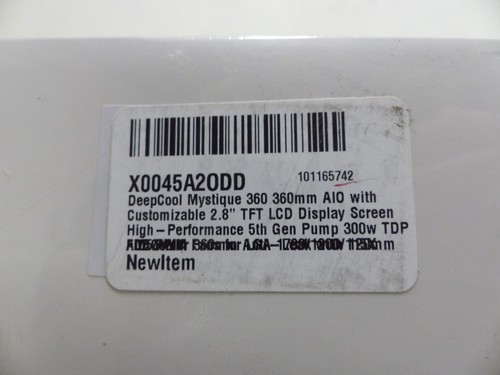 X0045A2ODD
101165742
DeepCool Mystique 360 360mm AIO with
Customizable 2.8" TFT LCD Display Screen
High-Performance 5th Gen Pump 300w TDP
NewItem